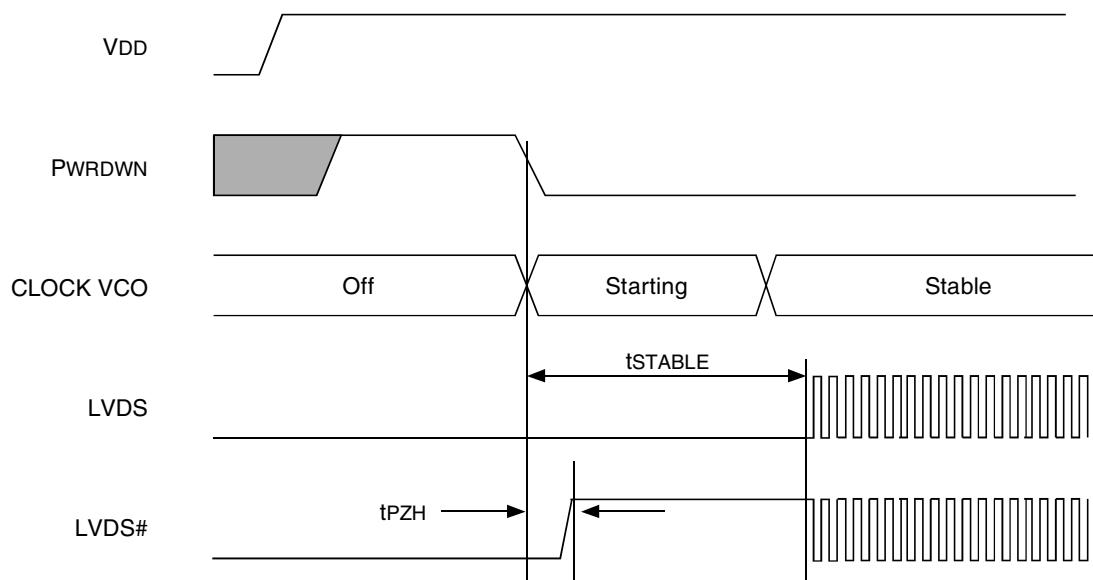 VDD
PWRDWN
CLOCK VCO
Off
Starting
Stable
tSTABLE
LVDS
tPZH
LVDS#